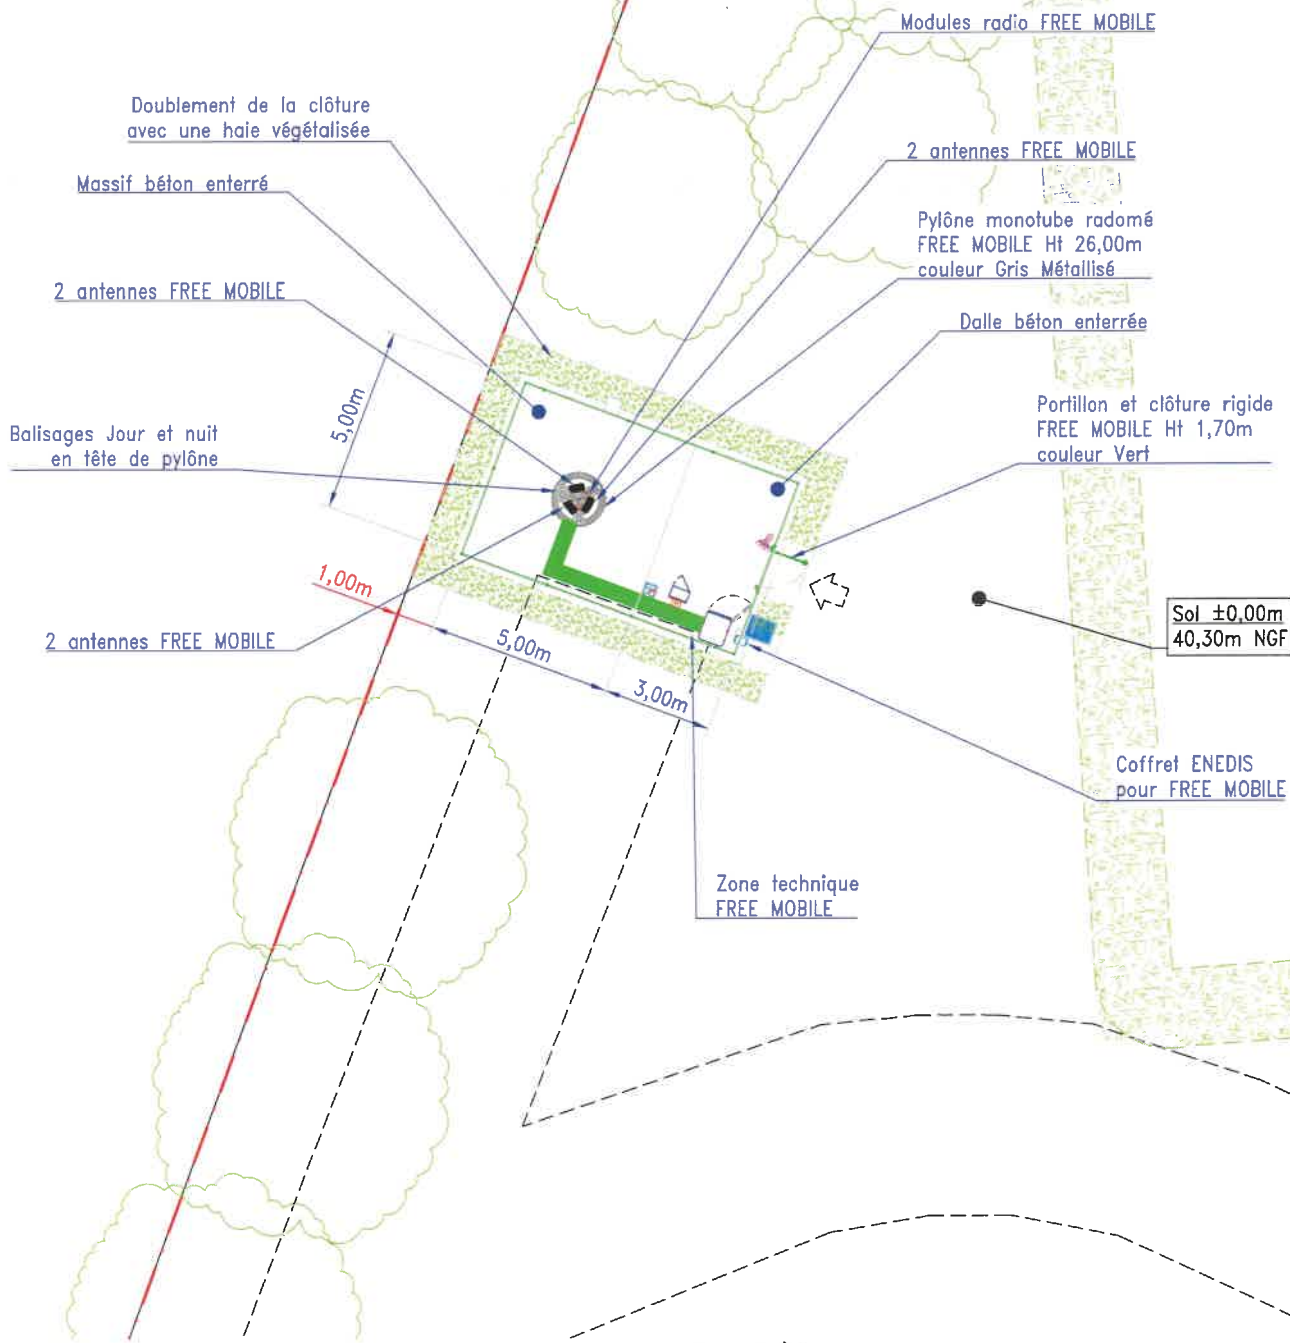 Modules radio FREE MOBILE
Doublement de la clôture
avec une haie végétalisée
2 antennes FREE MOBILE
Massif béton enterré
Pylône monotube radomé
FREE MOBILE Ht 26,00m
couleur Gris Métallisé
2 antennes FREE MOBILE
Dalle béton enterrée
5,00m
Portillon et clôture rigide
FREE MOBILE Ht 1,70m
couleur Vert
Balisages Jour et nuit
en tête de pylône
1,00m
Sol ±0,00m
40,30m NGF
2 antennes FREE MOBILE
5,00m
3,00m
Coffret ENEDIS
pour FREE MOBILE
Zone technique
FREE MOBILE